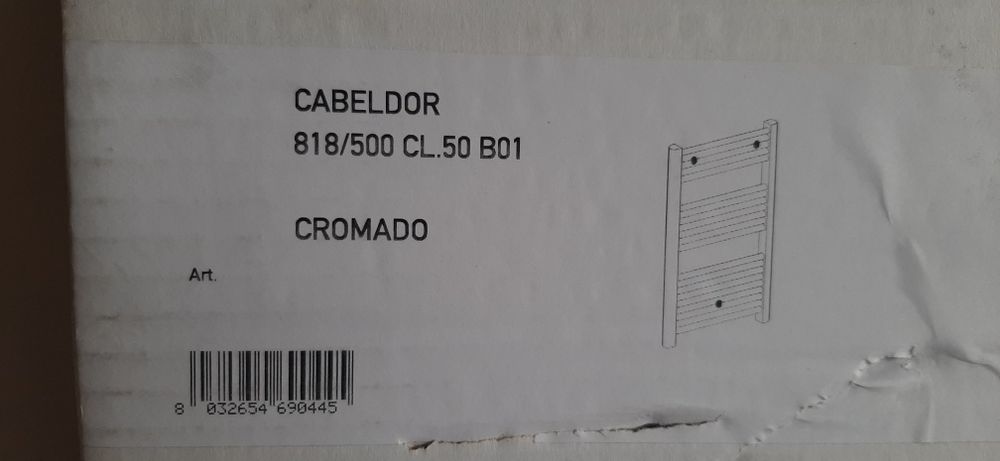 CABELDOR
818/500 CL.50 B01
CROMADO
Art.
8 032654 690445